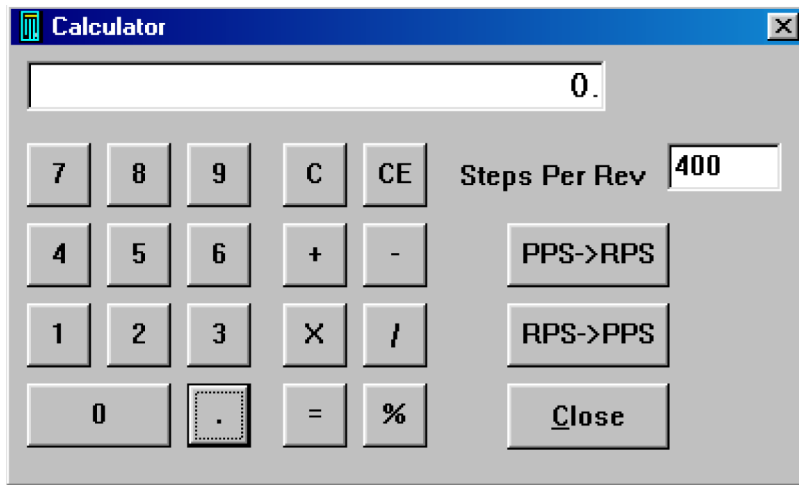 Calculator
0.
7 8 9 C CE Steps Per Rev 400
4 5 6 + - PPS->RPS
1 2 3 X / RPS->PPS
0 . = % Close